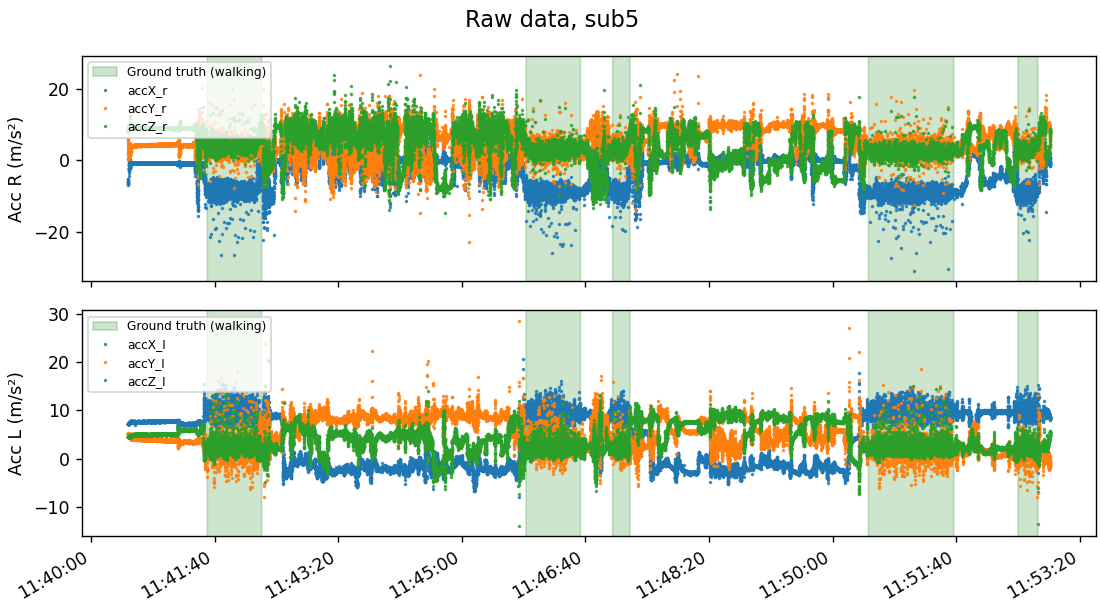 Raw data, sub5
Acc R (m/s²)
20
0
−20
Ground truth (walking)
accX_r
accY_r
accZ_r
Acc L (m/s²)
30
20
10
0
−10
Ground truth (walking)
accX_l
accY_l
accZ_l
11:40:00
11:41:40
11:43:20
11:45:00
11:46:40
11:48:20
11:50:00
11:51:40
11:53:20